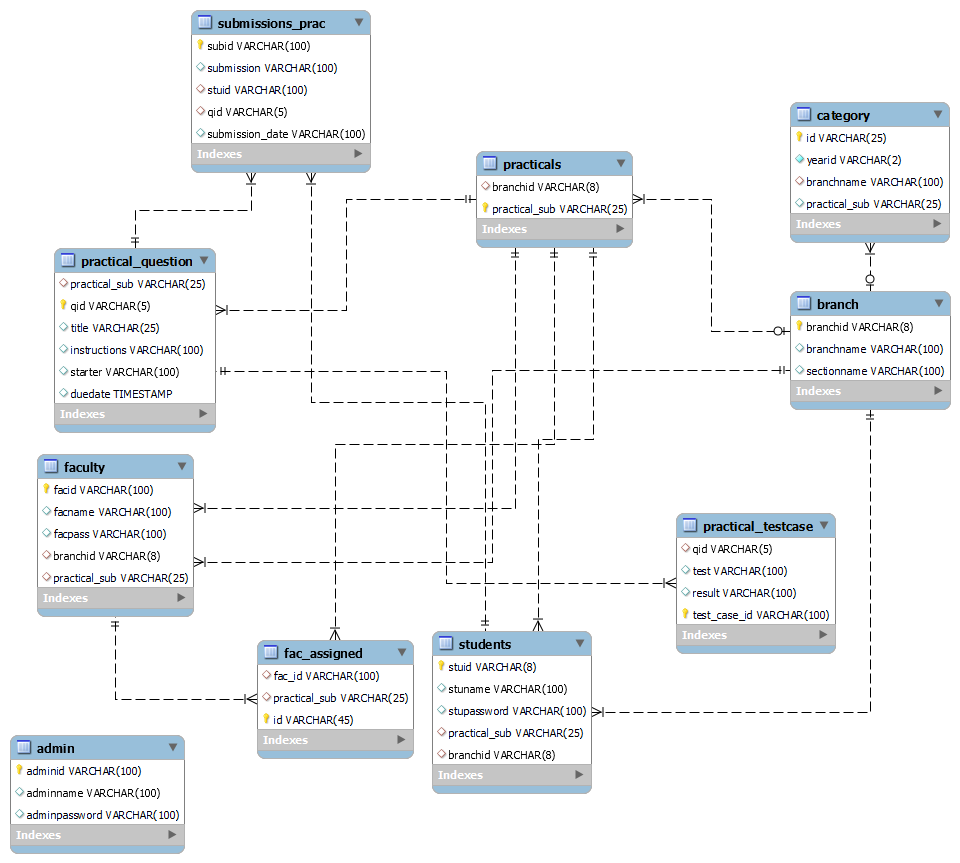 submissions_prac
subid VARCHAR(100)
submission VARCHAR(100)
stuid VARCHAR(100)
qid VARCHAR(5)
submission_date VARCHAR(100)
Indexes
practicals
branchid VARCHAR(8)
practical_sub VARCHAR(25)
Indexes
category
id VARCHAR(25)
yearid VARCHAR(2)
branchname VARCHAR(100)
practical_sub VARCHAR(25)
Indexes
practical_question
practical_sub VARCHAR(25)
qid VARCHAR(5)
title VARCHAR(25)
instructions VARCHAR(100)
starter VARCHAR(100)
duedate TIMESTAMP
Indexes
branch
branchid VARCHAR(8)
branchname VARCHAR(100)
sectionname VARCHAR(100)
Indexes
faculty
facid VARCHAR(100)
facname VARCHAR(100)
facpass VARCHAR(100)
branchid VARCHAR(8)
practical_sub VARCHAR(25)
Indexes
practical_testcase
qid VARCHAR(5)
test VARCHAR(100)
result VARCHAR(100)
test_case_id VARCHAR(100)
Indexes
fac_assigned
fac_id VARCHAR(100)
practical_sub VARCHAR(25)
id VARCHAR(45)
Indexes
students
stuid VARCHAR(8)
stuname VARCHAR(100)
stupassword VARCHAR(100)
practical_sub VARCHAR(25)
branchid VARCHAR(8)
Indexes
admin
adminid VARCHAR(100)
adminname VARCHAR(100)
adminpassword VARCHAR(100)
Indexes